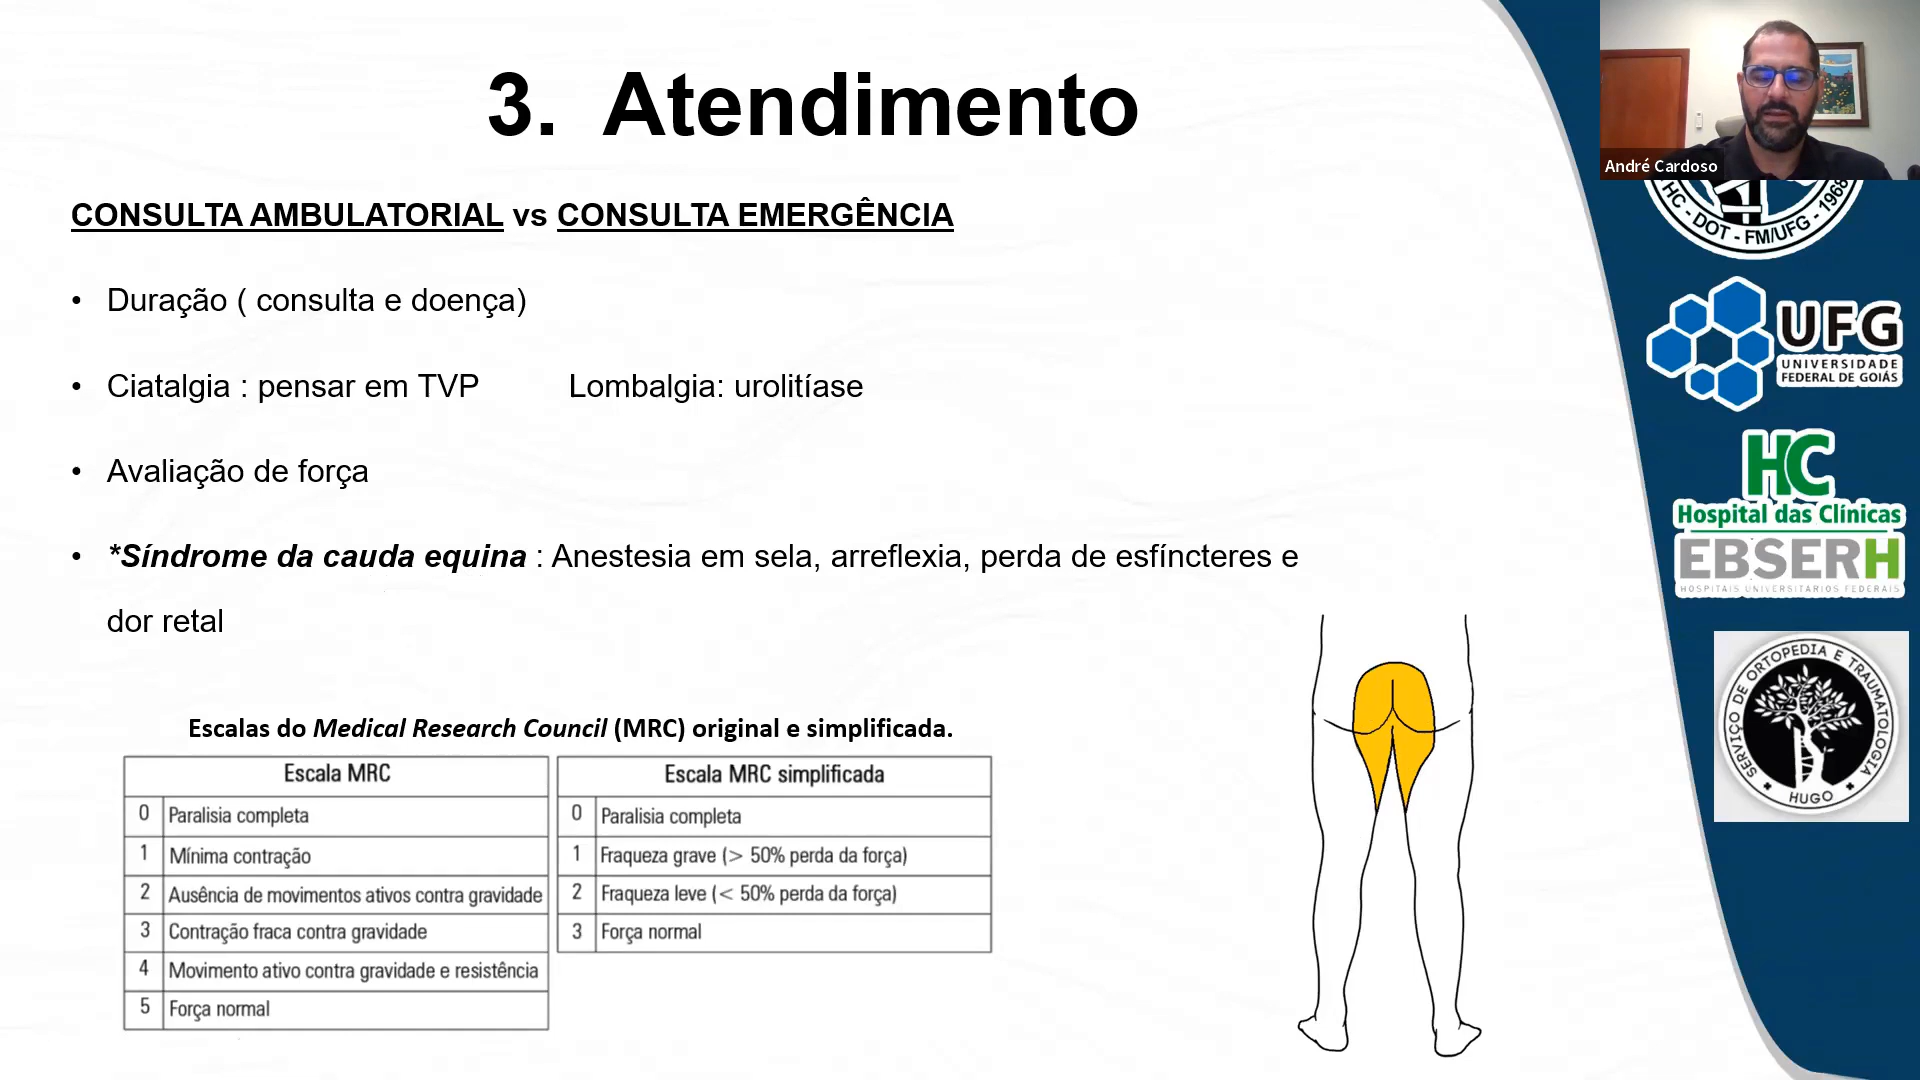 3. Atendimento
André Cardoso
CONSULTA AMBULATORIAL vs CONSULTA EMERGÊNCIA
• Duração ( consulta e doença)
• Ciatalgia : pensar em TVP Lombalgia: urolitíase
• Avaliação de força
• *Síndrome da cauda equina : Anestesia em sela, arreflexia, perda de esfíncteres e
dor retal
Escalas do Medical Research Council (MRC) original e simplificada.
Escala MRC
0 Paralisia completa
1 Mínima contração
2 Ausência de movimentos ativos contra gravidade
3 Contração fraca contra gravidade
4 Movimento ativo contra gravidade e resistência
5 Força normal
Escala MRC simplificada
0 Paralisia completa
1 Fraqueza grave (> 50% perda da força)
2 Fraqueza leve (< 50% perda da força)
3 Força normal
HC - DOT - FM/UFG - 1968
UFG
UNIVERSIDADE
FEDERAL DE GOIÁS
HC
Hospital das Clínicas
EBSERH
HOSPITAIS UNIVERSITÁRIOS FEDERAIS
SERVIÇO DE ORTOPEDIA E TRAUMATOLOGIA
HUGO